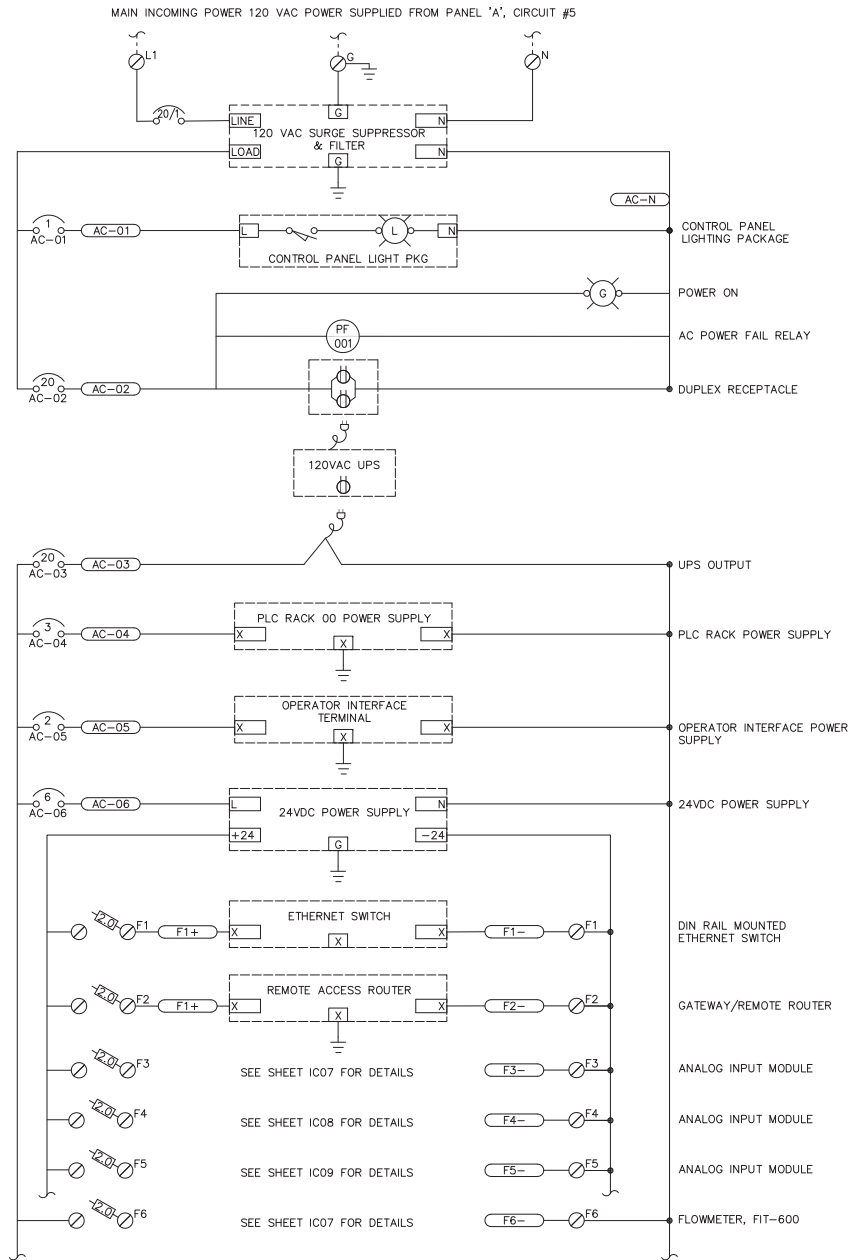 MAIN INCOMING POWER 120 VAC POWER SUPPLIED FROM PANEL 'A', CIRCUIT #5
L1
G
N
20/1
LINE
G
N
120 VAC SURGE SUPPRESSOR
& FILTER
LOAD
G
N
AC-N
1
AC-01
AC-01
L
L
N
CONTROL PANEL LIGHT PKG
CONTROL PANEL
LIGHTING PACKAGE
G
POWER ON
PF
001
AC POWER FAIL RELAY
20
AC-02
AC-02
DUPLEX RECEPTACLE
120VAC UPS
20
AC-03
AC-03
UPS OUTPUT
PLC RACK 00 POWER SUPPLY
3
AC-04
AC-04
X
X
X
PLC RACK POWER SUPPLY
OPERATOR INTERFACE
TERMINAL
2
AC-05
AC-05
X
X
X
OPERATOR INTERFACE POWER
SUPPLY
6
AC-06
AC-06
L
N
24VDC POWER SUPPLY
24VDC POWER SUPPLY
+24
G
-24
ETHERNET SWITCH
2.0
F1
F1+
X
X
X
F1-
F1
DIN RAIL MOUNTED
ETHERNET SWITCH
REMOTE ACCESS ROUTER
2.0
F2
F1+
X
X
X
F2-
F2
GATEWAY/REMOTE ROUTER
2.0
F3
SEE SHEET IC07 FOR DETAILS
F3-
F3
ANALOG INPUT MODULE
2.0
F4
SEE SHEET IC08 FOR DETAILS
F4-
F4
ANALOG INPUT MODULE
2.0
F5
SEE SHEET IC09 FOR DETAILS
F5-
F5
ANALOG INPUT MODULE
2.0
F6
SEE SHEET IC07 FOR DETAILS
F6-
F6
FLOWMETER, FIT-600